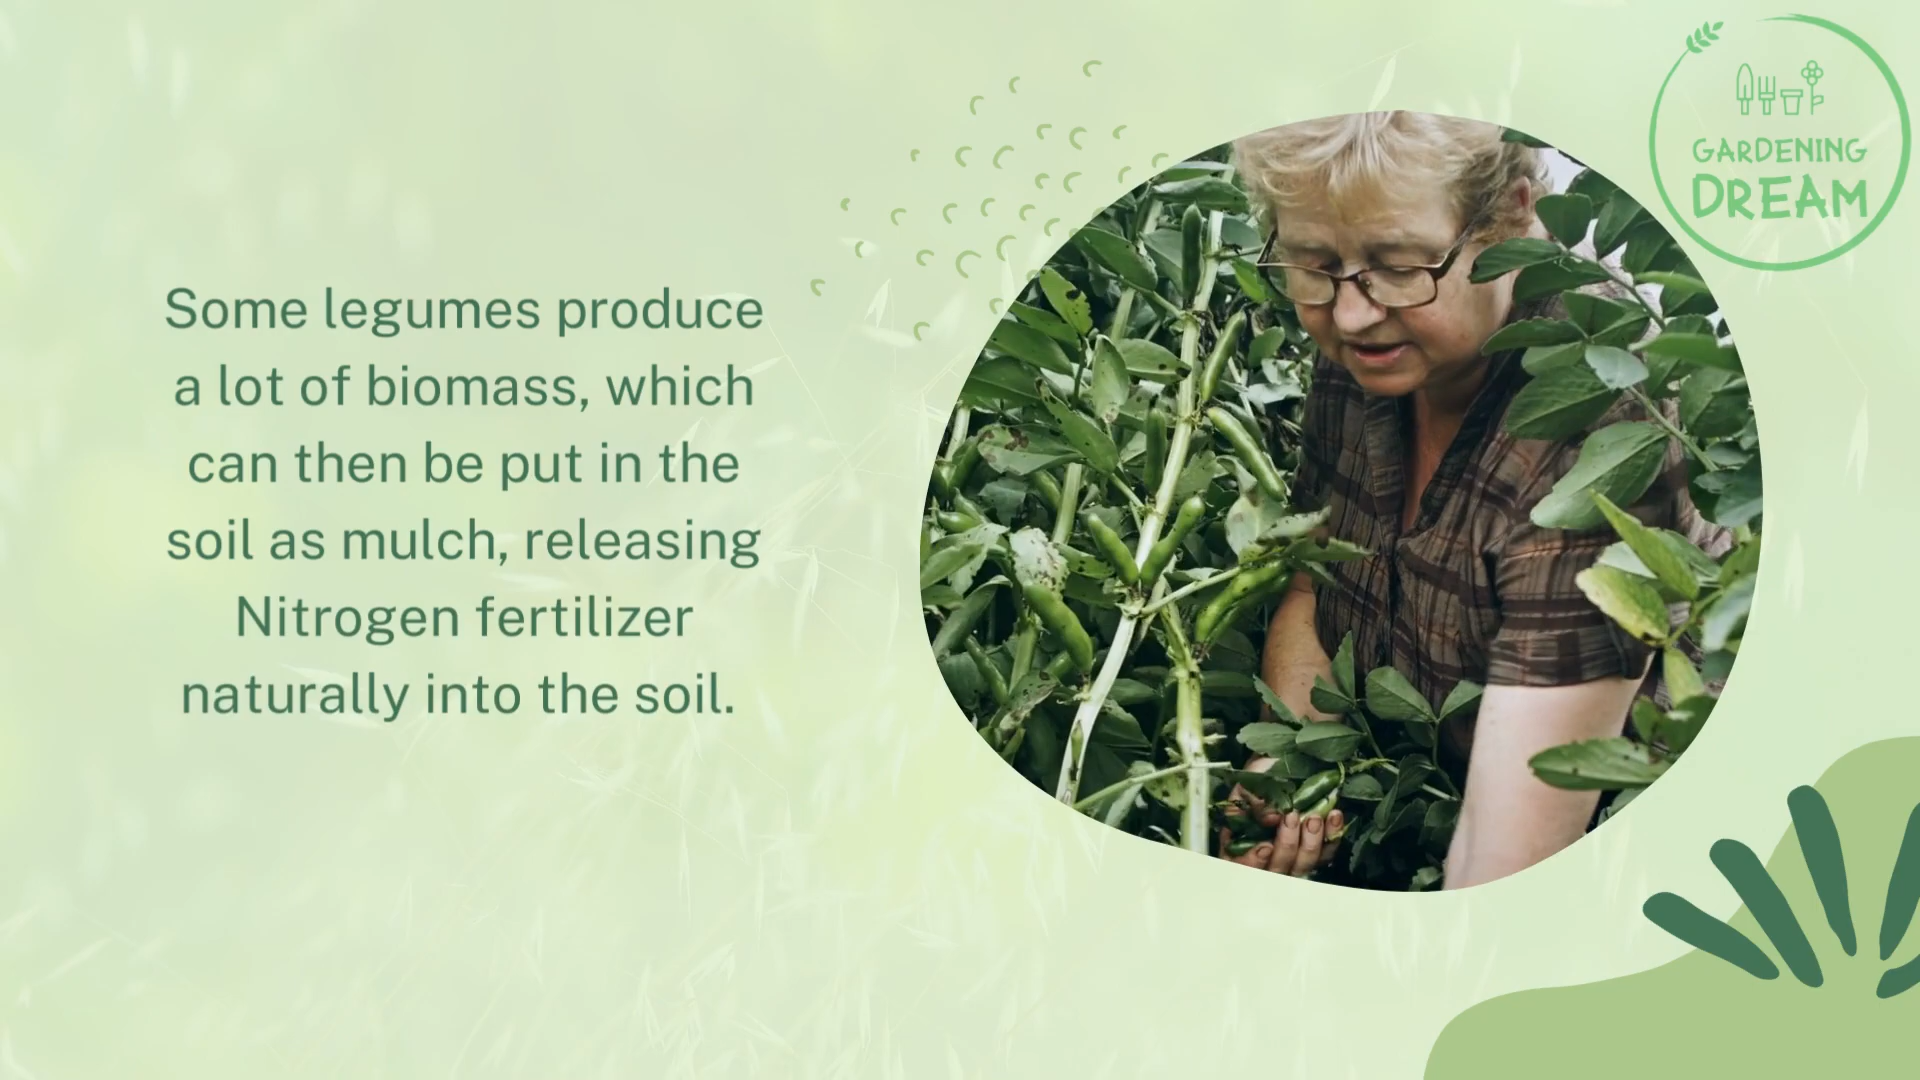 Some legumes produce
a lot of biomass, which
can then be put in the
soil as mulch, releasing
Nitrogen fertilizer
naturally into the soil.
GARDENING
DREAM